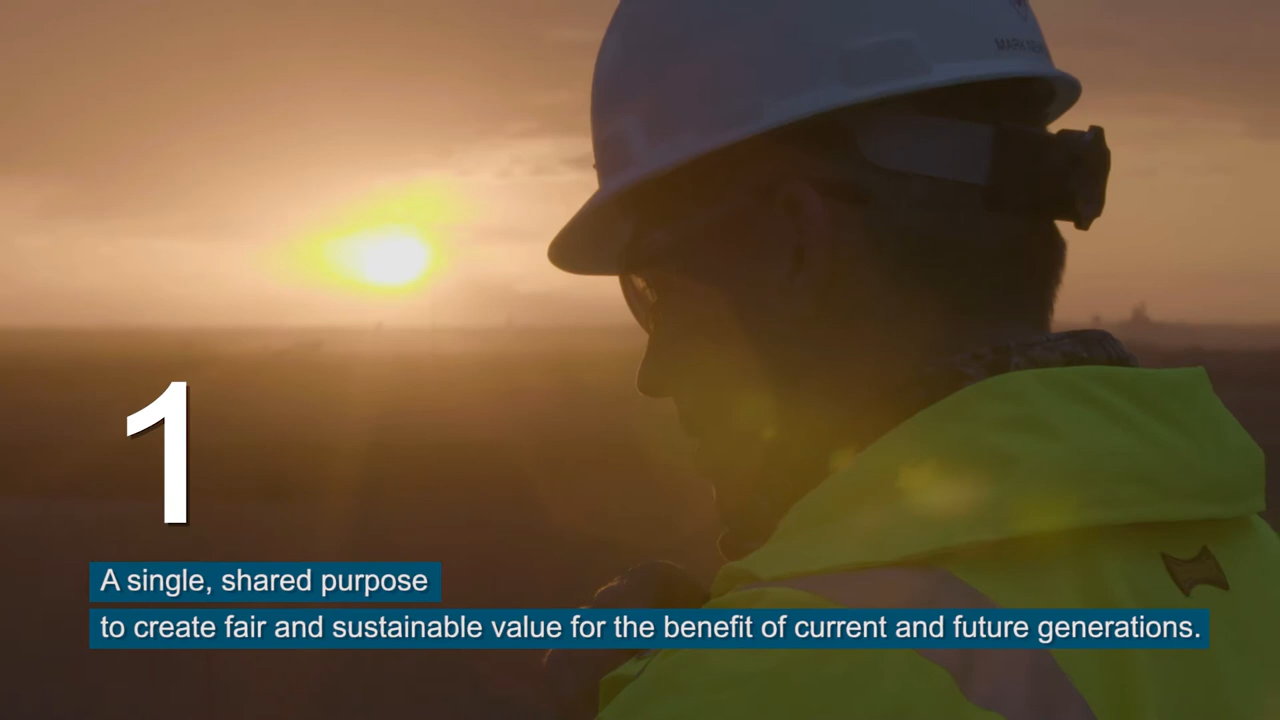 1
A single, shared purpose
to create fair and sustainable value for the benefit of current and future generations.